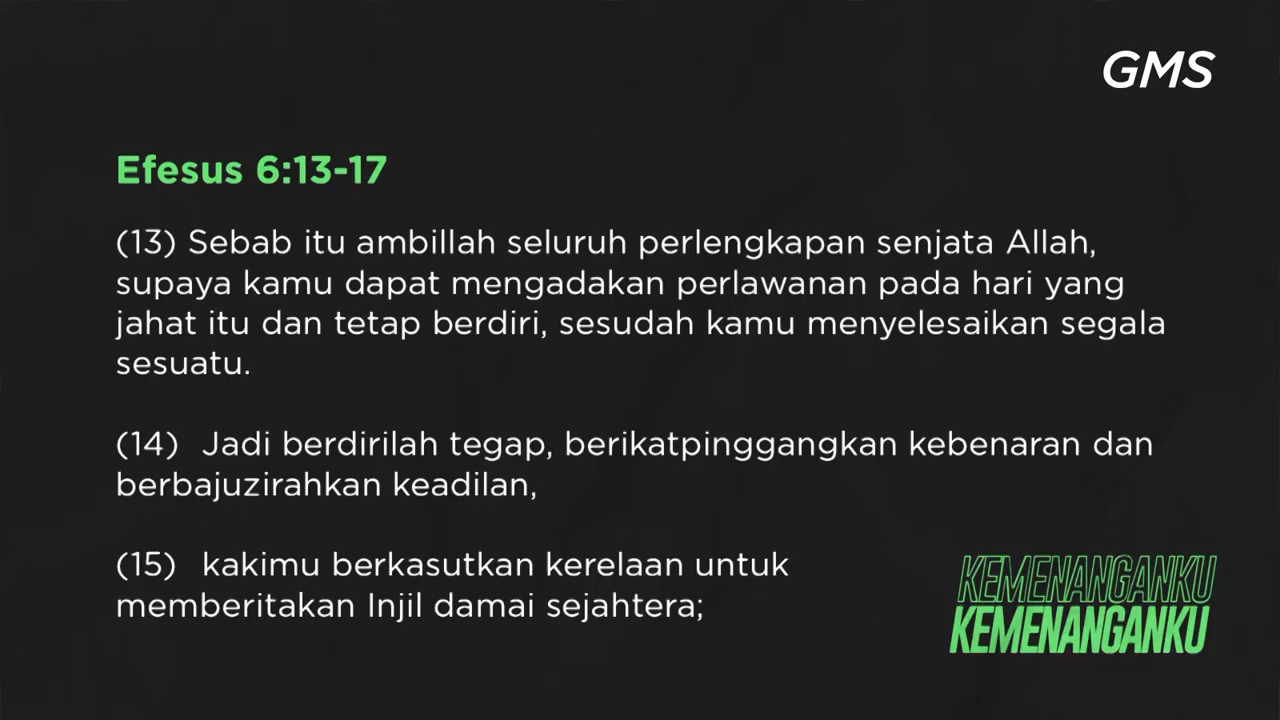 GMS
Efesus 6:13-17
(13) Sebab itu ambillah seluruh perlengkapan senjata Allah,
supaya kamu dapat mengadakan perlawanan pada hari yang
jahat itu dan tetap berdiri, sesudah kamu menyelesaikan segala
sesuatu.
(14) Jadi berdirilah tegap, berikatpinggangkan kebenaran dan
berbajuzirahkan keadilan,
(15) kakimu berkasutkan kerelaan untuk
memberitakan Injil damai sejahtera;
KEMENANGANKU
KEMENANGANKU